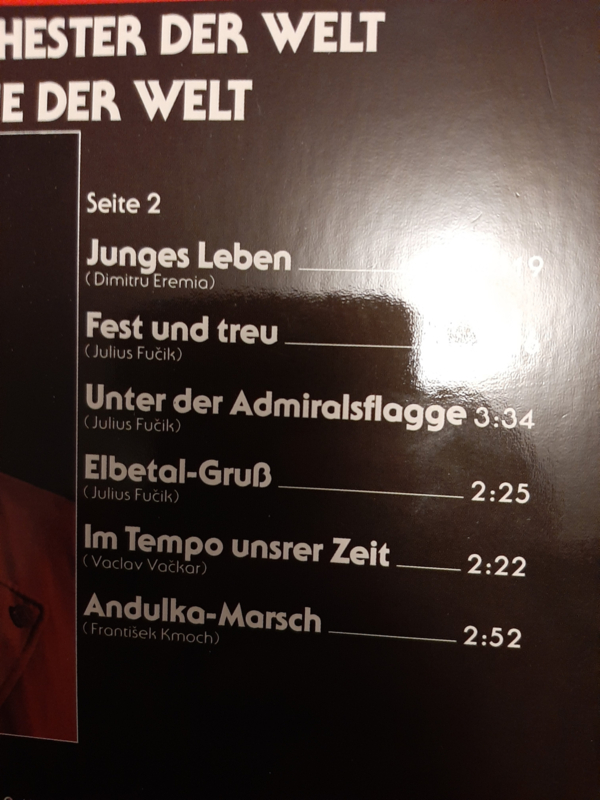 HESTER DER WELT
E DER WELT
Seite 2
Junges Leben
(Dimitru Eremia)
Fest und treu
(Julius Fučik)
Unter der Admiralsflagge 3:34
(Julius Fučik)
Elbetal-Gruß 2:25
(Julius Fučik)
Im Tempo unsrer Zeit 2:22
(Vaclav Vačkar)
Andulka-Marsch 2:52
(František Kmoch)